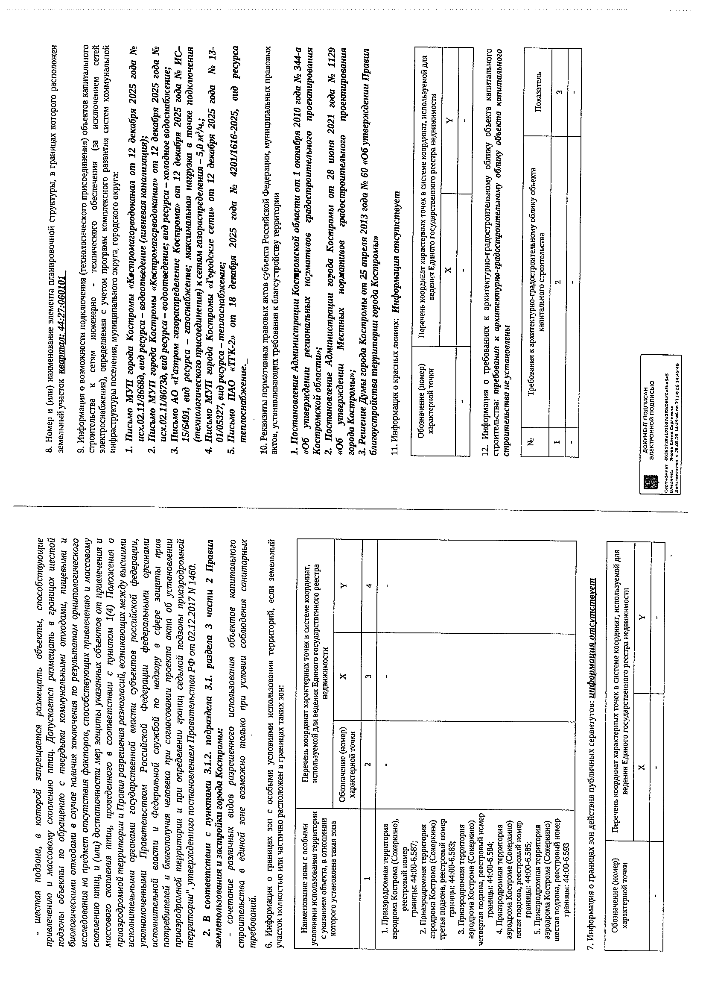 - шестая подзона, в которой запрещается размещать объекты, способствующие
привлечению и массовому скоплению птиц. Допускается размещать в границах шестой
подзоны объекты по обращению с твердыми коммунальными отходами, пищевыми и
биологическими отходами в случае наличия заключения по результатам орнитологического
исследования на предмет отсутствия факторов, способствующих привлечению и массовому
скоплению птиц, и (или) достаточности мер защиты указанных объектов от привлечения и
массового скопления птиц, проведенного в соответствии с пунктом 1(4) Положения о
приаэродромной территории и Правил разрешения разногласий, возникающих между высшими
исполнительными органами государственной власти субъектов российской федерации,
уполномоченными Правительством Российской Федерации федеральными органами
исполнительной власти и Федеральной службой по надзору в сфере защиты прав
потребителей и благополучия человека при согласовании проекта акта об установлении
приаэродромной территории и при определении границ седьмой подзоны приаэродромной
территории", утвержденного постановлением Правительства РФ от 02.12.2017 N 1460.
2. В соответствии с пунктами 3.1.2. подраздела 3.1. раздела 3 части 2 Правил
землепользования и застройки города Костромы:
- сочетание различных видов разрешенного использования объектов капитального
строительства в единой зоне возможно только при условии соблюдения санитарных
требований.
6. Информация о границах зон с особыми условиями использования территорий, если земельный
участок полностью или частично расположен в границах таких зон:
Наименование зоны с особыми
условиями использования территории
с указанием объекта, в отношении
которого установлена такая зона
Перечень координат характерных точек в системе координат,
используемой для ведения Единого государственного реестра
недвижимости
Обозначение (номер)
характерной точки
X
Y
1
2
3
4
1. Приаэродромная территория
аэродрома Кострома (Сокеркино),
реестровый номер
границы: 44:00-6.587;
2. Приаэродромная территория
аэродрома Кострома (Сокеркино)
третья подзона, реестровый номер
границы: 44:00-6.583;
3. Приаэродромная территория
аэродрома Кострома (Сокеркино)
четвертая подзона, реестровый номер
границы: 44:00-6.584;
4. Приаэродромная территория
аэродрома Кострома (Сокеркино)
пятая подзона, реестровый номер
границы: 44:00-6.585;
5. Приаэродромная территория
аэродрома Кострома (Сокеркино)
шестая подзона, реестровый номер
границы: 44:00-6.593
-
-
-
7. Информация о границах зон действия публичных сервитутов: информация отсутствует
Обозначение (номер)
характерной точки
Перечень координат характерных точек в системе координат, используемой для
ведения Единого государственного реестра недвижимости
X
Y
-
-
-
8. Номер и (или) наименование элемента планировочной структуры, в границах которого расположен
земельный участок квартал: 44:27:060101
9. Информация о возможности подключения (технологического присоединения) объектов капитального
строительства к сетям инженерно - технического обеспечения (за исключением сетей
электроснабжения), определяемая с учетом программ комплексного развития систем коммунальной
инфраструктуры поселения, муниципального округа, городского округа:
1. Письмо МУП города Костромы «Костромагорводоканал от 12 декабря 2025 года №
исх.02.11/8668д, вид ресурса – водоотведение (ливневая канализация);
2. Письмо МУП города Костромы «Костромагорводоканал» от 12 декабря 2025 года №
исх.02.11/8673д, вид ресурса – водоотведение; вид ресурса – холодное водоснабжение;
3. Письмо АО «Газпром газораспределение Кострома» от 12 декабря 2025 года № ИС–
15/6491, вид ресурса – газоснабжение; максимальная нагрузка в точке подключения
(технологического присоединения) к сетям газораспределения – 5,0 м³/ч.;
4. Письмо МУП города Костромы «Городские сети» от 12 декабря 2025 года № 13-
01/05327, вид ресурса – теплоснабжение;
5. Письмо ПАО «ТГК-2» от 18 декабря 2025 года № 4201/1616-2025, вид ресурса
теплоснабжение.
10. Реквизиты нормативных правовых актов субъекта Российской Федерации, муниципальных правовых
актов, устанавливающих требования к благоустройству территории
1. Постановление Администрации Костромской области от 1 октября 2010 года № 344-а
«Об утверждении региональных нормативов градостроительного проектирования
Костромской области»;
2. Постановление Администрации города Костромы от 28 июня 2021 года № 1129
«Об утверждении Местных нормативов градостроительного проектирования
города Костромы»;
3. Решение Думы города Костромы от 25 апреля 2013 года № 60 «Об утверждении Правил
благоустройства территории города Костромы»
11. Информация о красных линиях: Информация отсутствует
Обозначение (номер)
характерной точки
Перечень координат характерных точек в системе координат, используемой для
ведения Единого государственного реестра недвижимости
X
Y
-
-
-
12. Информация о требованиях к архитектурно-градостроительному облику объекта капитального
строительства: требования к архитектурно-градостроительному облику объекта капитального
строительства не установлены
№
Требования к архитектурно-градостроительному облику объекта
капитального строительства
Показатель
1
2
3
-
-
-
ДОКУМЕНТ ПОДПИСАН
ЭЛЕКТРОННОЙ ПОДПИСЬЮ
Сертификат
Владелец Янова Елена Сергеевна
Действителен с 28.05.25 14:49:46 по 21.08.26 14:49:46